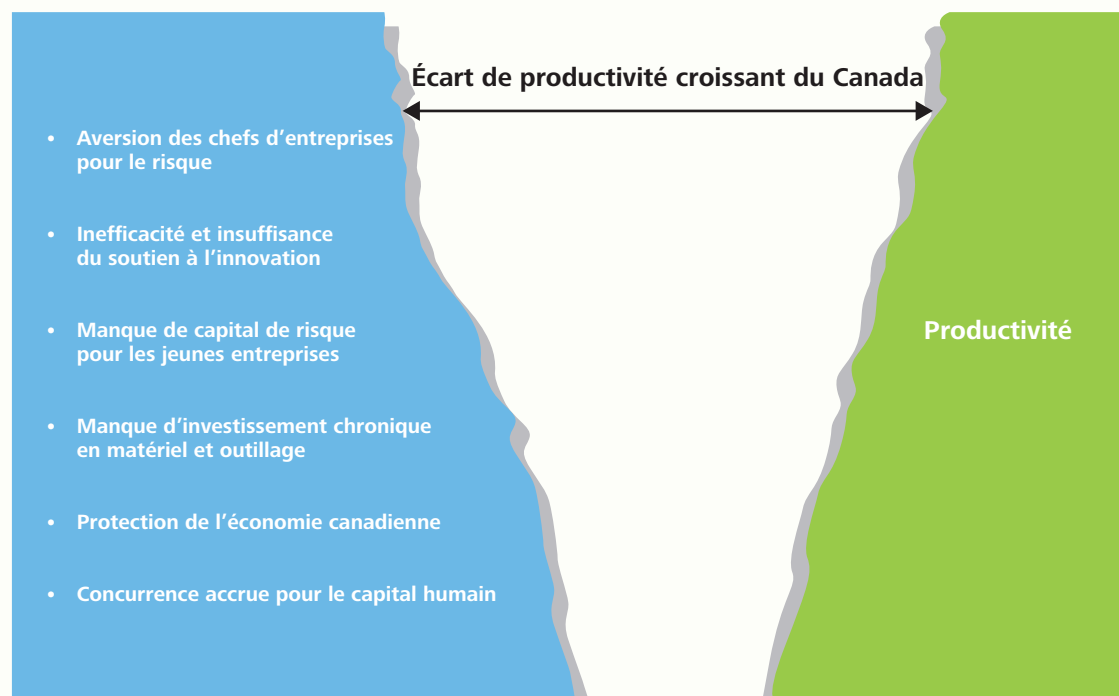 Écart de productivité croissant du Canada
• Aversion des chefs d’entreprises
pour le risque
• Inefficacité et insuffisance
du soutien à l’innovation
• Manque de capital de risque
pour les jeunes entreprises
• Manque d’investissement chronique
en matériel et outillage
• Protection de l’économie canadienne
• Concurrence accrue pour le capital humain
Productivité